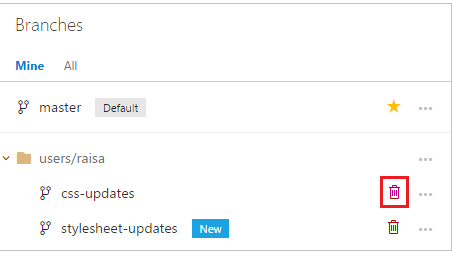 Branches
Mine All
master Default
users/raisa
css-updates
stylesheet-updates New